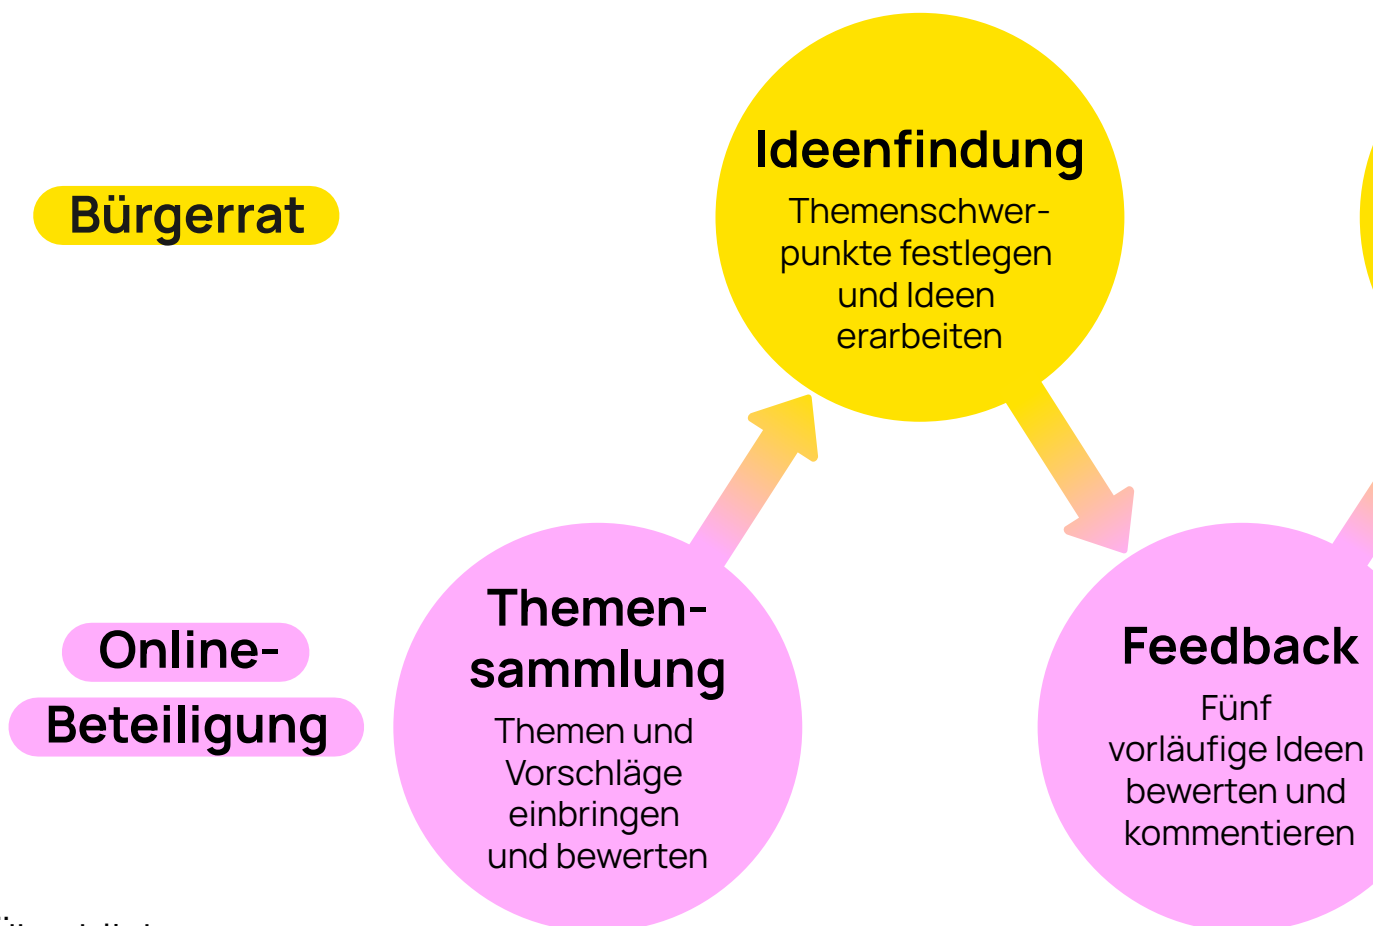 Ideenfindung
Themenschwer-
punkte festlegen
und Ideen
erarbeiten
Bürgerrat
Themen-
sammlung
Themen und
Vorschläge
einbringen
und bewerten
Online-
Beteiligung
Feedback
Fünf
vorläufige Ideen
bewerten und
kommentieren